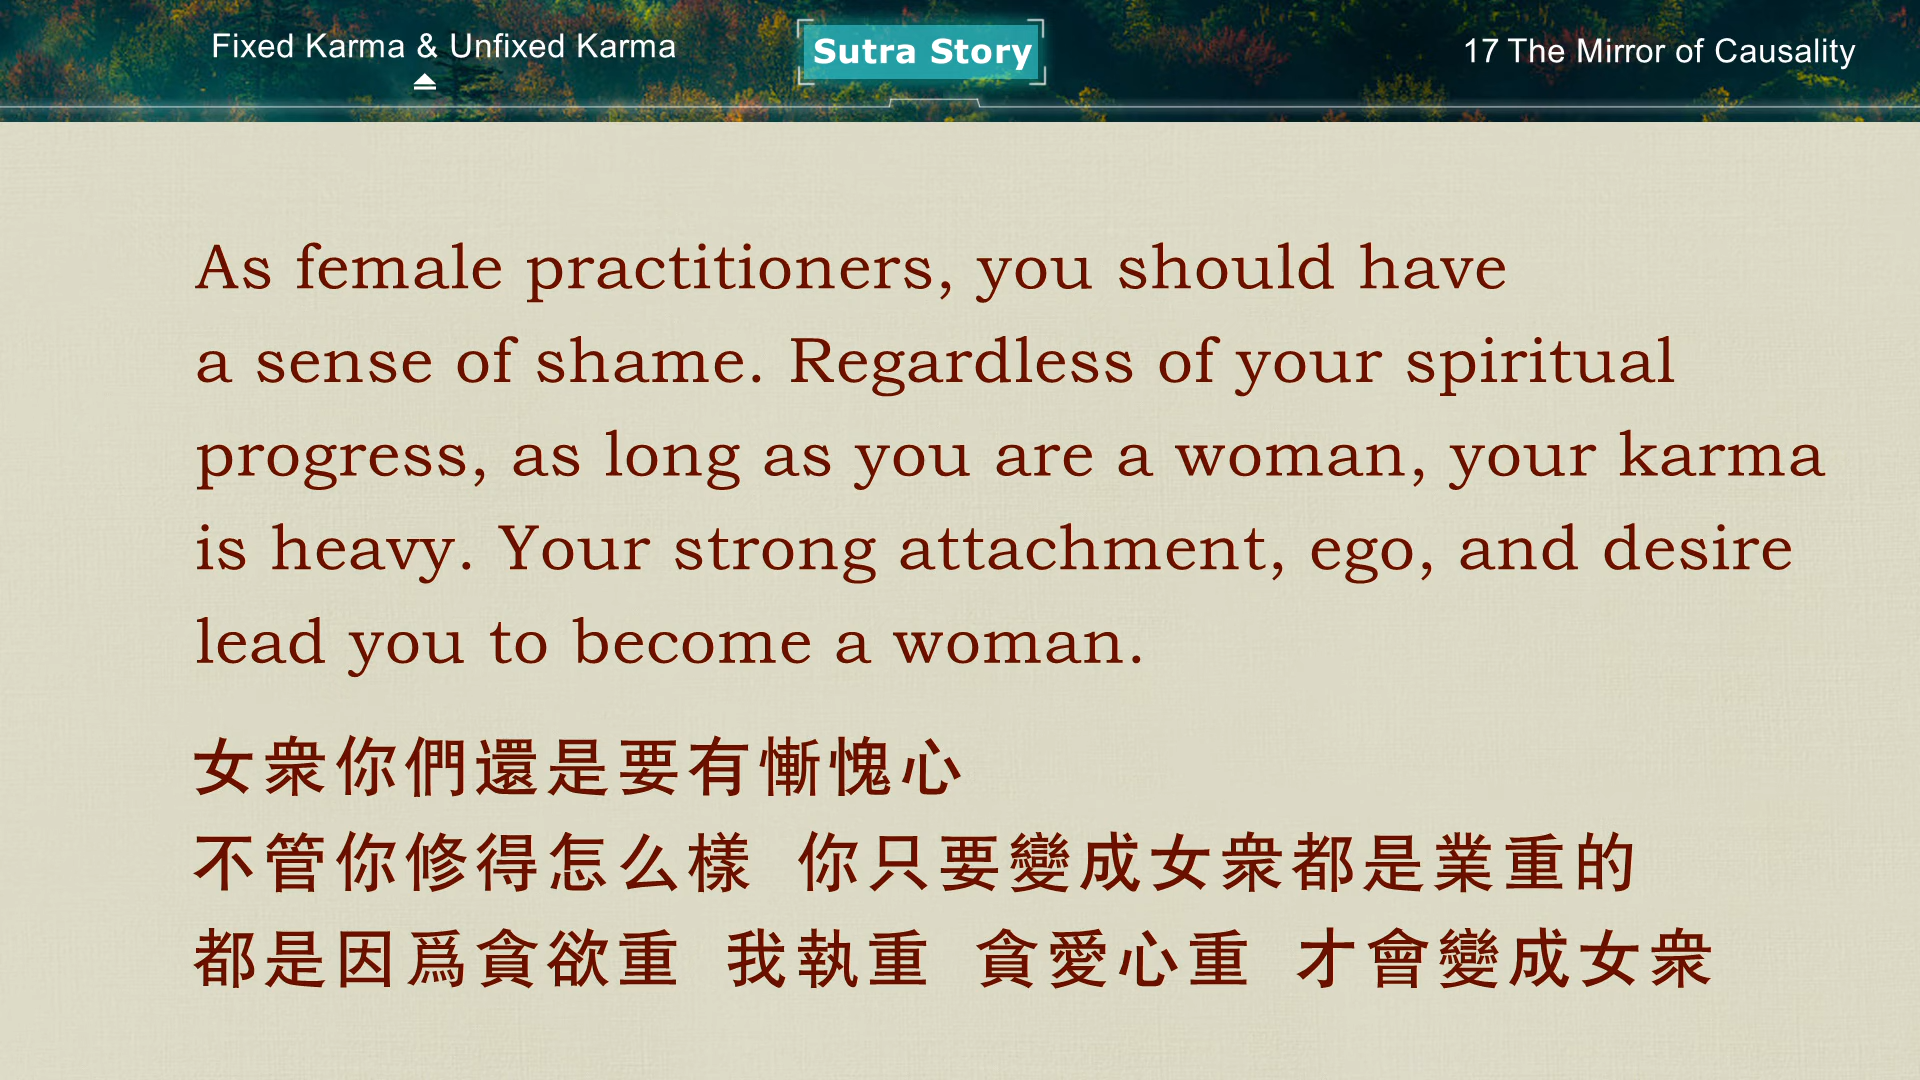 Fixed Karma & Unfixed Karma
Sutra Story
17 The Mirror of Causality
As female practitioners, you should have
a sense of shame. Regardless of your spiritual
progress, as long as you are a woman, your karma
is heavy. Your strong attachment, ego, and desire
lead you to become a woman.
女衆你們還是要有慚愧心
不管你修得怎么樣 你只要變成女衆都是業重的
都是因爲貪欲重 我執重 貪愛心重 才會變成女衆